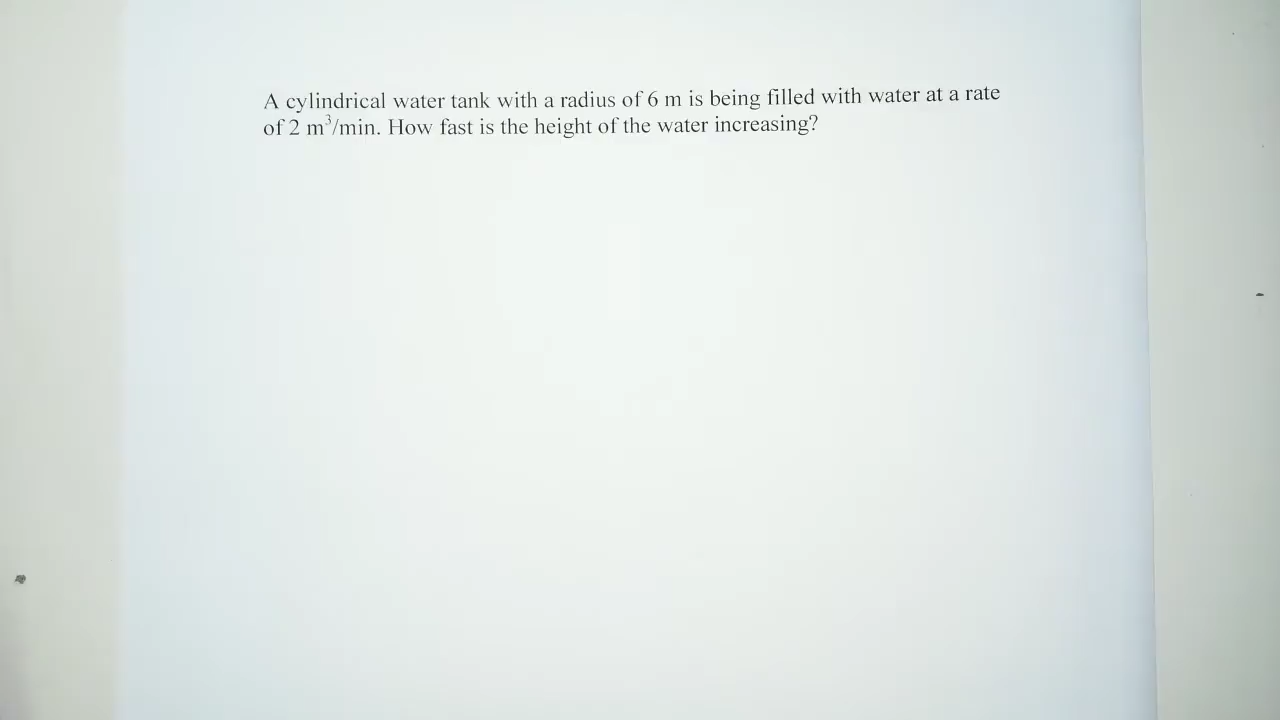 A cylindrical water tank with a radius of 6 m is being filled with water at a rate
of 2 m³/min. How fast is the height of the water increasing?